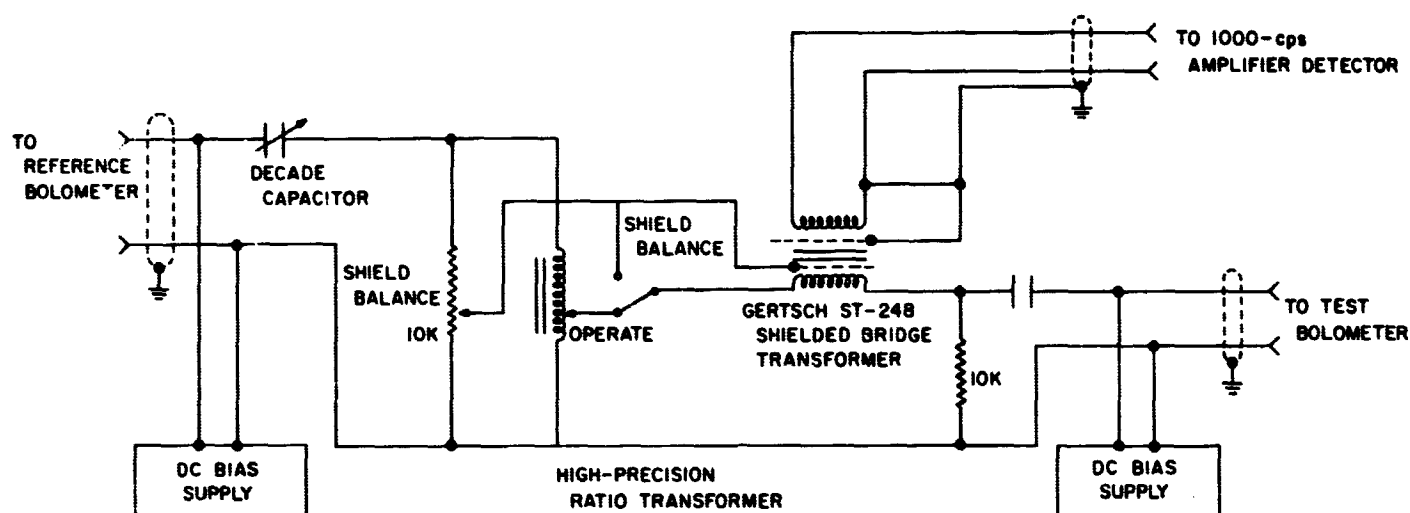 TO 1000-cps
AMPLIFIER DETECTOR
TO
REFERENCE
BOLOMETER
DECADE
CAPACITOR
SHIELD
BALANCE
SHIELD
BALANCE
10K
OPERATE
GERTSCH ST-248
SHIELDED BRIDGE
TRANSFORMER
TO TEST
BOLOMETER
10K
DC BIAS
SUPPLY
HIGH-PRECISION
RATIO TRANSFORMER
DC BIAS
SUPPLY